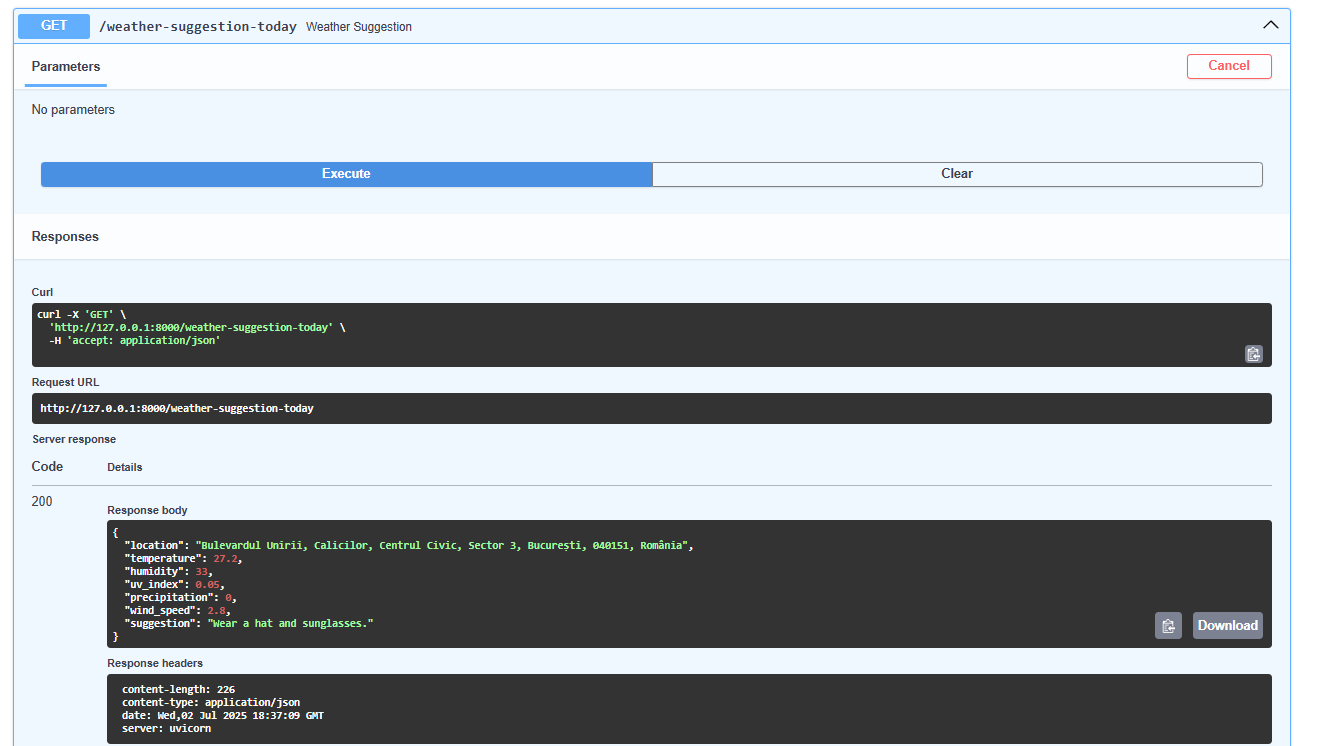 GET /weather-suggestion-today Weather Suggestion
Parameters
Cancel
No parameters
Execute
Clear
Responses
Curl
curl -X 'GET' \
  'http://127.0.0.1:8000/weather-suggestion-today' \
  -H 'accept: application/json'
Request URL
http://127.0.0.1:8000/weather-suggestion-today
Server response
Code Details
200
Response body
{
  "location": "Bulevardul Unirii, Calicilor, Centrul Civic, Sector 3, București, 040151, România",
  "temperature": 27.2,
  "humidity": 33,
  "uv_index": 0.05,
  "precipitation": 0,
  "wind_speed": 2.8,
  "suggestion": "Wear a hat and sunglasses."
}
Download
Response headers
content-length: 226
content-type: application/json
date: Wed,02 Jul 2025 18:37:09 GMT
server: uvicorn